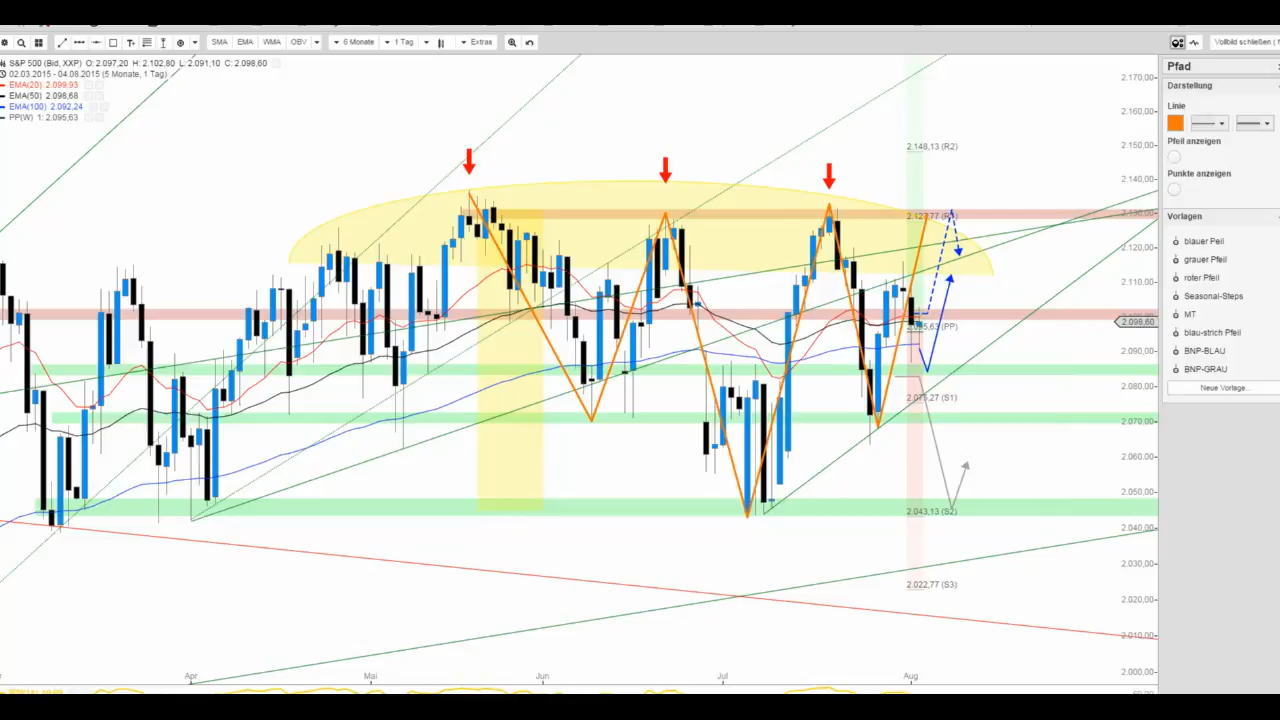 SMA EMA WMA OBV 6 Monate 1 Tag Extras Vollbild schließen
S&P 500 (Bid, XXP) O: 2.097,20 H: 2.102,80 L: 2.091,10 C: 2.098,60
02.03.2015 - 04.08.2015 (5 Monate, 1 Tag)
EMA(20) 2.099,93
EMA(50) 2.098,68
EMA(100) 2.092,24
PP(W) 1: 2.095,63
2.148,13 (R2)
2.095,63 (PP)
2.075,27 (S1)
2.043,13 (S2)
2.022,77 (S3)
2.170,00
2.160,00
2.150,00
2.140,00
2.130,00
2.120,00
2.110,00
2.098,60
2.090,00
2.080,00
2.070,00
2.060,00
2.050,00
2.040,00
2.030,00
2.020,00
2.010,00
2.000,00
Apr Mai Jun Jul Aug
Pfad
Darstellung
Linie
Pfeil anzeigen
Punkte anzeigen
Vorlagen
blauer Peil
grauer Pfeil
roter Pfeil
Seasonal-Steps
MT
blau-strich Pfeil
BNP-BLAU
BNP-GRAU
Neue Vorlage...